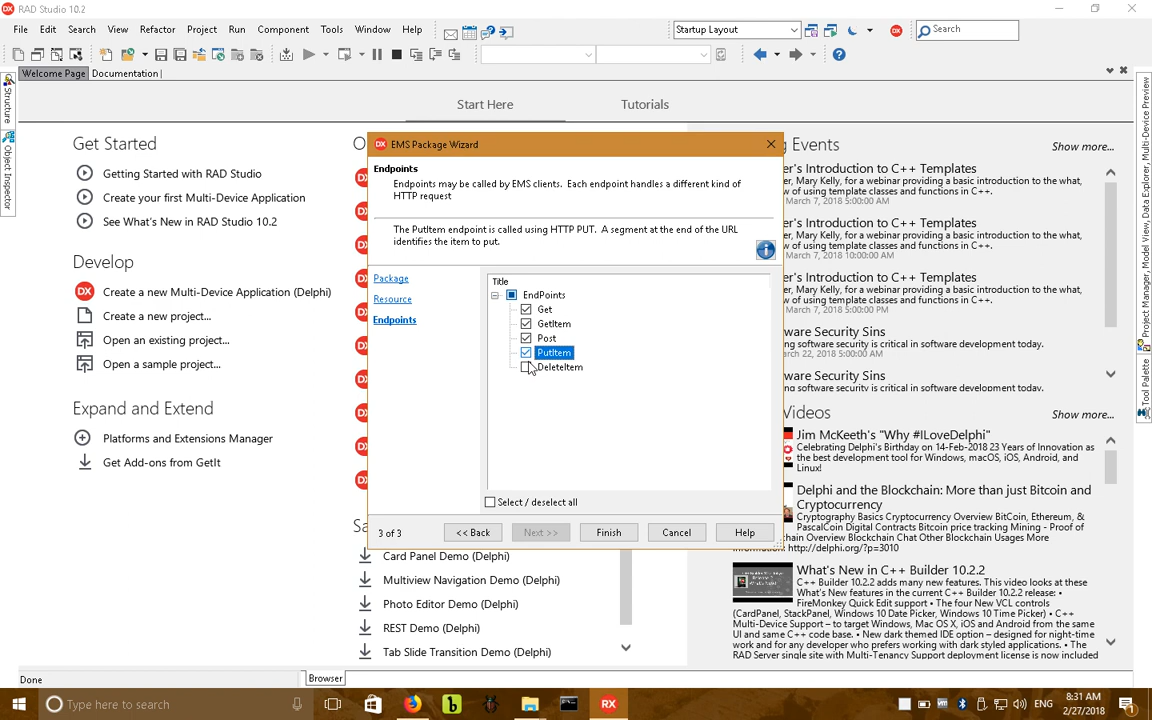 RAD Studio 10.2
File Edit Search View Refactor Project Run Component Tools Window Help
Startup Layout
Search
Welcome Page Documentation
Structure
Object Inspector
Project Manager, Model View, Data Explorer, Multi-Device Preview
Tool Palette
Start Here Tutorials
Get Started
Getting Started with RAD Studio
Create your first Multi-Device Application
See What's New in RAD Studio 10.2
Develop
Create a new Multi-Device Application (Delphi)
Create a new project...
Open an existing project...
Open a sample project...
Expand and Extend
Platforms and Extensions Manager
Get Add-ons from GetIt
EMS Package Wizard
Endpoints
Endpoints may be called by EMS clients. Each endpoint handles a different kind of
HTTP request
The PutItem endpoint is called using HTTP PUT. A segment at the end of the URL
identifies the item to put.
Package
Resource
Endpoints
Title
EndPoints
Get
GetItem
Post
PutItem
DeleteItem
Select / deselect all
3 of 3
<< Back
Next >>
Finish
Cancel
Help
Card Panel Demo (Delphi)
Multiview Navigation Demo (Delphi)
Photo Editor Demo (Delphi)
REST Demo (Delphi)
Tab Slide Transition Demo (Delphi)
Events
Show more...
's Introduction to C++ Templates
er, Mary Kelly, for a webinar providing a basic introduction to the what,
w of using template classes and functions in C++.
March 7, 2018 5:00:00 AM
's Introduction to C++ Templates
er, Mary Kelly, for a webinar providing a basic introduction to the what,
w of using template classes and functions in C++.
March 7, 2018 10:00:00 AM
's Introduction to C++ Templates
er, Mary Kelly, for a webinar providing a basic introduction to the what,
w of using template classes and functions in C++.
March 7, 2018 5:00:00 PM
ware Security Sins
ng software security is critical in software development today.
arch 22, 2018 5:00:00 AM
ware Security Sins
ng software security is critical in software development today.
Videos
Show more...
Jim McKeeth's "Why #ILoveDelphi"
Celebrating Delphi's Birthday on 14-Feb-2018 23 Years of Innovation as
the best development tool for Windows, macOS, iOS, Android, and
Linux!
Delphi and the Blockchain: More than just Bitcoin and
Cryptocurrency
Cryptography Basics Cryptocurrency Overview BitCoin, Ethereum, &
PascalCoin Digital Contracts Bitcoin price tracking Mining - Proof of
hain Overview Blockchain Chat Other Blockchain Usages More
http://delphi.org/?p=3010
What's New in C++ Builder 10.2.2
C++ Builder 10.2.2 adds many new features. This video looks at these
What's New features in the current C++ Builder 10.2.2 release: •
FireMonkey Quick Edit support • The four New VCL controls
(CardPanel, StackPanel, Windows 10 Date Picker, Windows 10 Time Picker) • C++
Multi-Device Support – to target Windows, Mac OS X, iOS and Android from the same
UI and same C++ code base. • New dark themed IDE option – designed for night-time
work and for any developer who prefers working with dark styled applications. • The
RAD Server single site with Multi-Tenancy Support deployment license is now included
Done
Browser
Type here to search
ENG
8:31 AM
2/27/2018